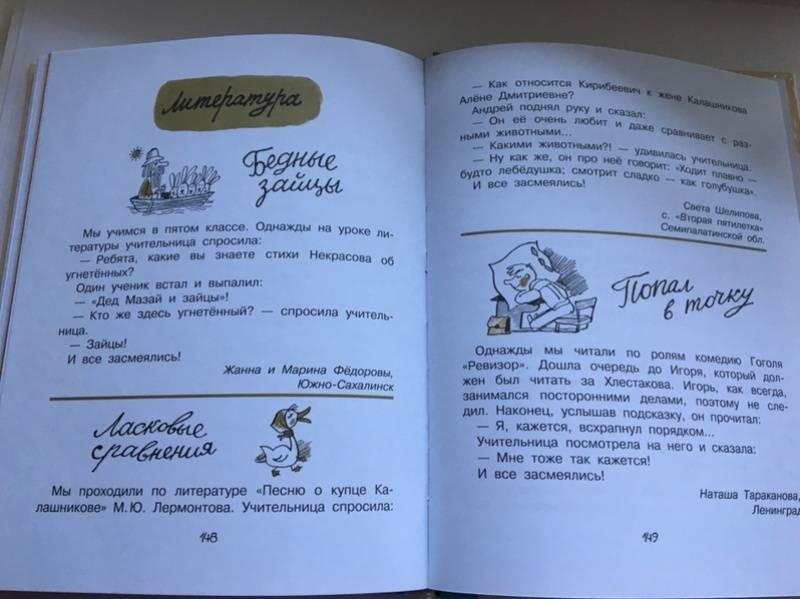 Литература
Бедные
зайцы
Мы учимся в пятом классе. Однажды на уроке ли-
тературы учительница спросила:
— Ребята, какие вы знаете стихи Некрасова об
угнетённых?
Один ученик встал и выпалил:
— «Дед Мазай и зайцы»!
— Кто же здесь угнетённый? — спросила учитель-
ница.
— Зайцы!
И все засмеялись!
Жанна и Марина Фёдоровы,
Южно-Сахалинск
Ласковые
сравнения
Мы проходили по литературе «Песню о купце Ка-
лашникове» М.Ю. Лермонтова. Учительница спросила:
148
— Как относится Кирибеевич к жене Калашникова
Алёне Дмитриевне?
Андрей поднял руку и сказал:
— Он её очень любит и даже сравнивает с раз-
ными животными...
— Какими животными?! — удивилась учительница.
— Ну как же, он про неё говорит: «Ходит плавно —
будто лебёдушка; смотрит сладко — как голубушка».
И все засмеялись!
Света Шелипова,
с. «Вторая пятилетка»
Семипалатинской обл.
Попал
в точку
Однажды мы читали по ролям комедию Гоголя
«Ревизор». Дошла очередь до Игоря, который дол-
жен был читать за Хлестакова. Игорь, как всегда,
занимался посторонними делами, поэтому не сле-
дил. Наконец, услышав подсказку, он прочитал:
— Я, кажется, всхрапнул порядком...
Учительница посмотрела на него и сказала:
— Мне тоже так кажется!
И все засмеялись!
Наташа Тараканова,
Ленинград
149